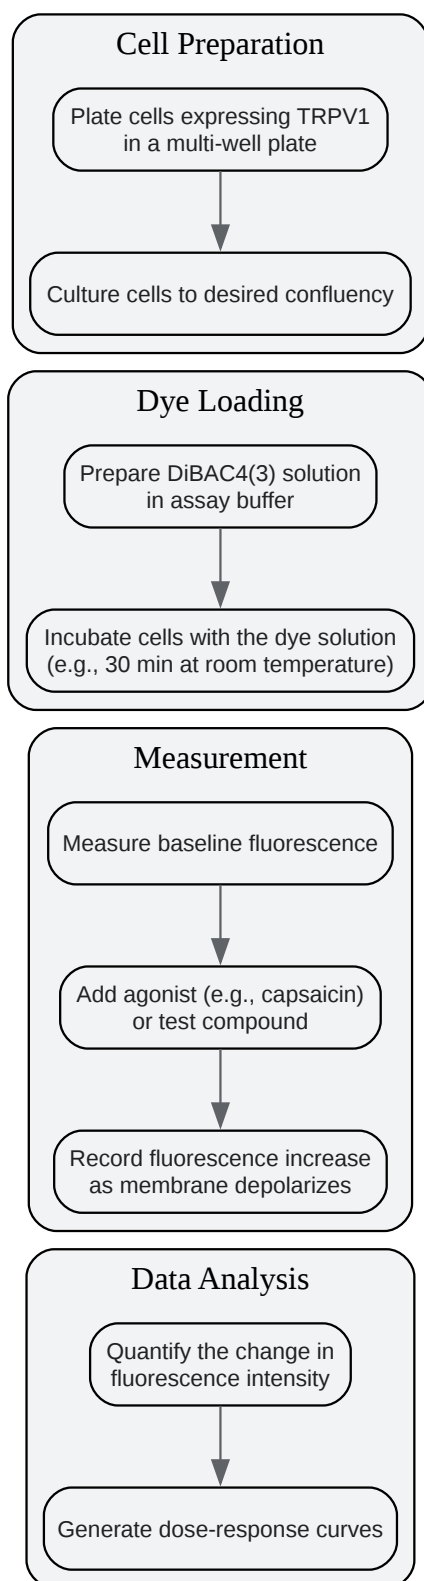 Cell Preparation
Plate cells expressing TRPV1
in a multi-well plate
Culture cells to desired confluency
Dye Loading
Prepare DiBAC4(3) solution
in assay buffer
Incubate cells with the dye solution
(e.g., 30 min at room temperature)
Measurement
Measure baseline fluorescence
Add agonist (e.g., capsaicin)
or test compound
Record fluorescence increase
as membrane depolarizes
Data Analysis
Quantify the change in
fluorescence intensity
Generate dose-response curves